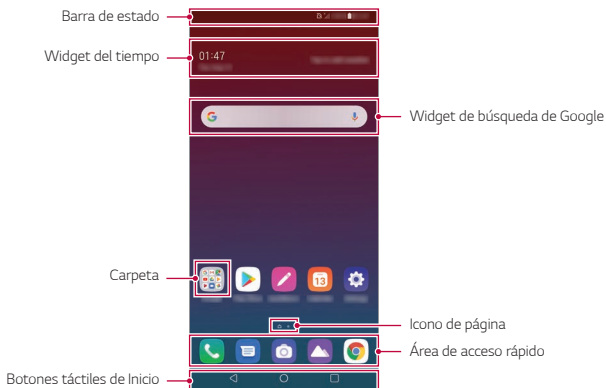 Barra de estado
Widget del tiempo
01:47
Widget de búsqueda de Google
Carpeta
13
Icono de página
Área de acceso rápido
Botones táctiles de Inicio